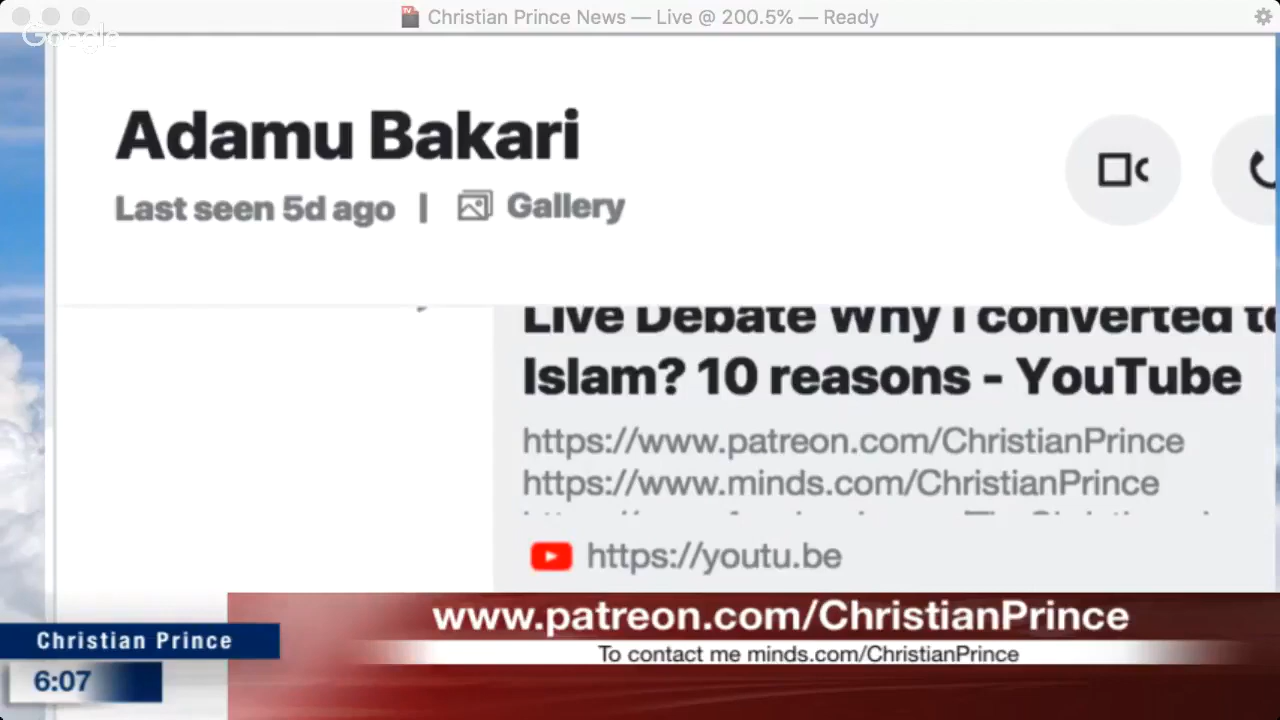 Christian Prince News — Live @ 200.5% — Ready
Google
Adamu Bakari
Last seen 5d ago | Gallery
Live Debate Why I converted to
Islam? 10 reasons - YouTube
https://www.patreon.com/ChristianPrince
https://www.minds.com/ChristianPrince
https://youtu.be
www.patreon.com/ChristianPrince
To contact me minds.com/ChristianPrince
Christian Prince
6:07